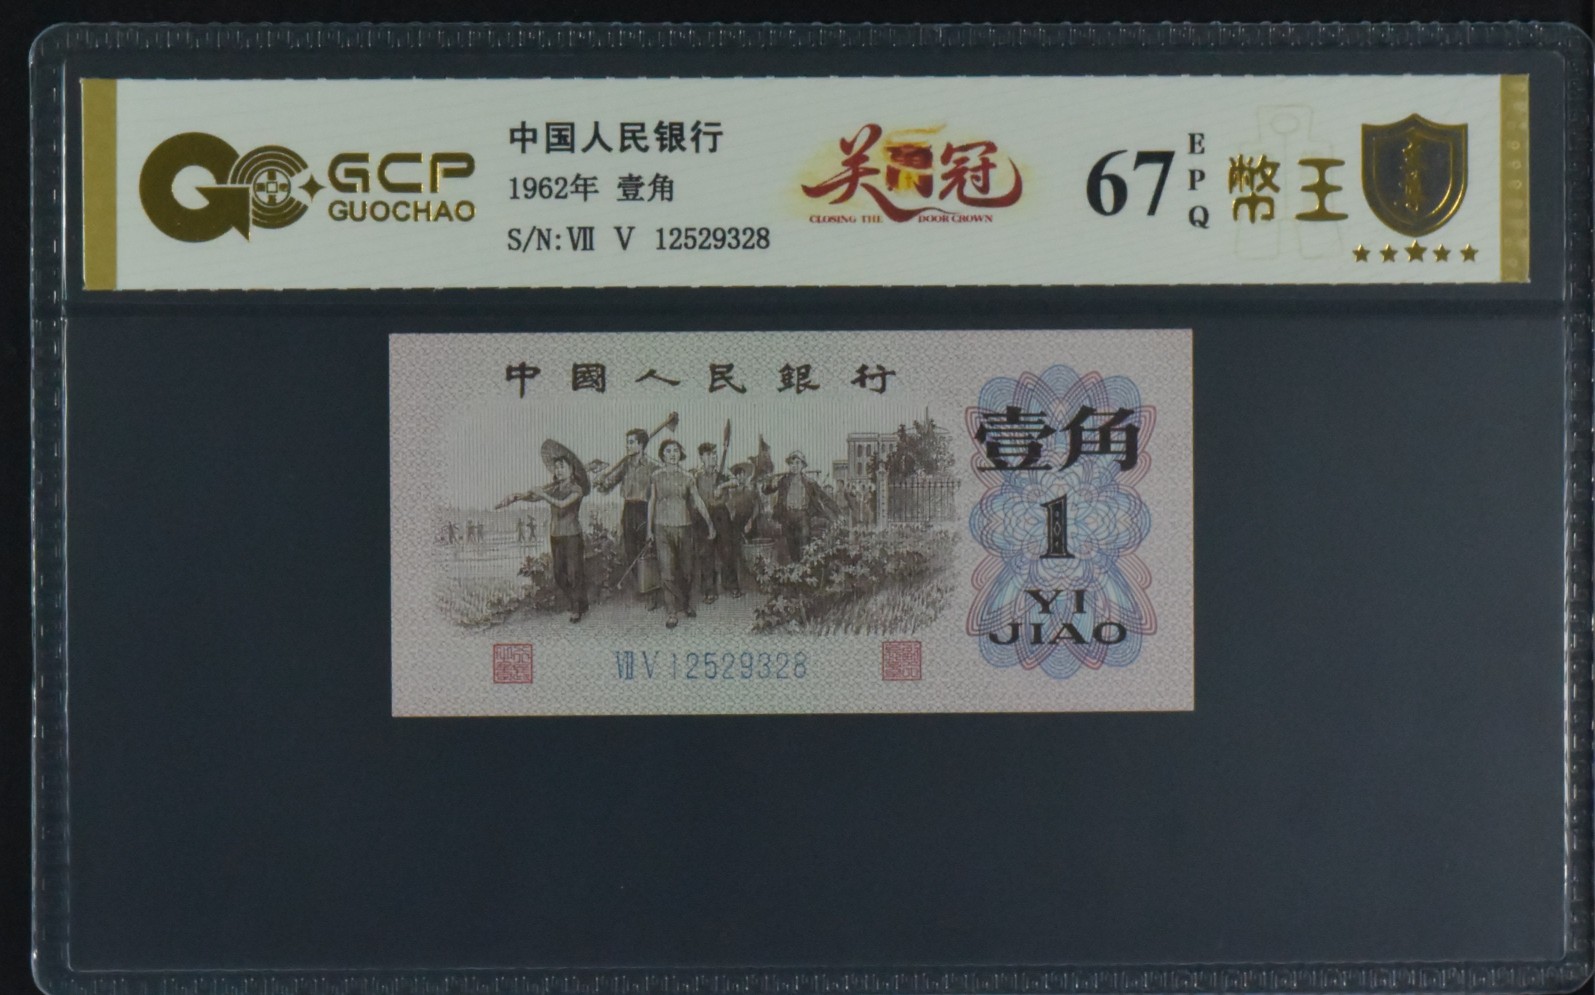 GCP
GUOCHAO
中国人民银行
1962年 壹角
S/N: Ⅶ Ⅴ 12529328
关门冠
CLOSING THE DOOR CROWN
67
EPQ
幣王
中國人民銀行
壹角
1
YI
JIAO
Ⅶ Ⅴ 12529328